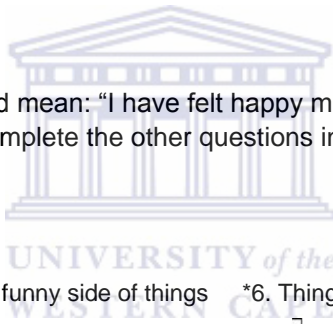 d mean: “I have felt happy m
mplete the other questions in
UNIVERSITY of the
funny side of things *6. Thing
WESTERN CAPE